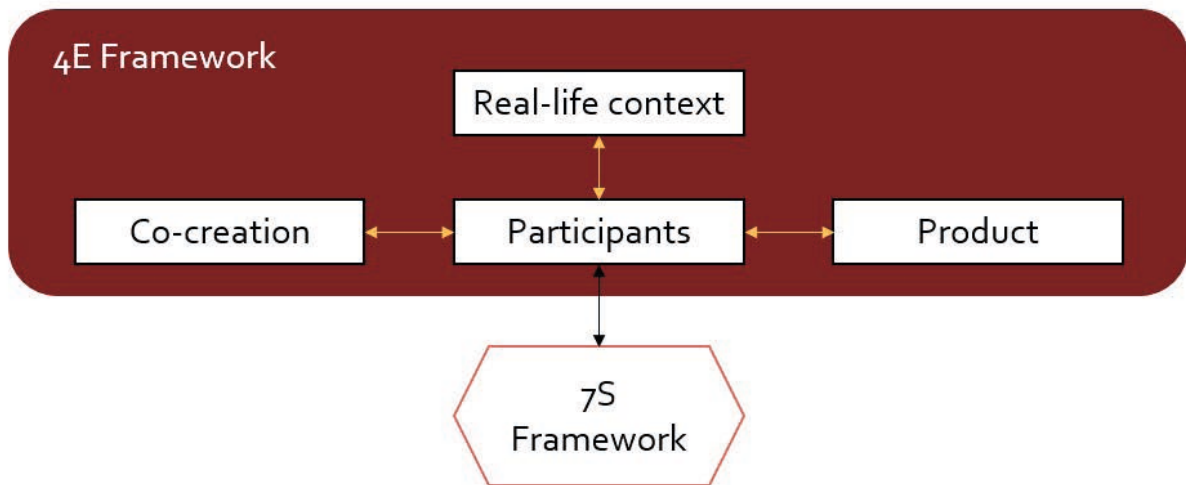 4E Framework
Real-life context
Co-creation
Participants
Product
7S
Framework